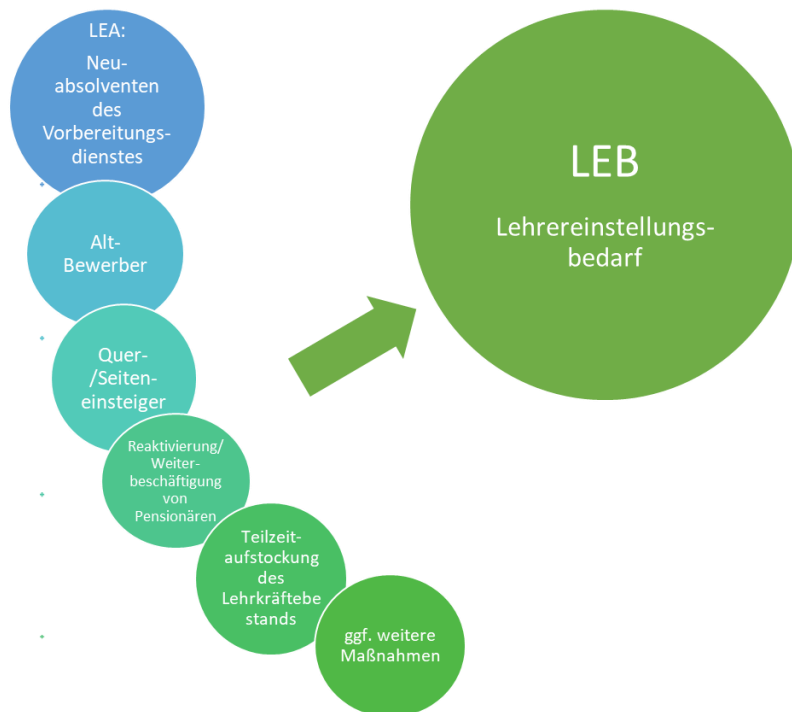 LEA:
Neu-
absolventen
des
Vorbereitungs-
dienstes
Alt-
Bewerber
Quer-
/Seiten-
einsteiger
Reaktivierung/
Weiter-
beschäftigung
von
Pensionären
Teilzeit-
aufstockung
des
Lehrkräftebe
stands
ggf. weitere
Maßnahmen
LEB
Lehrereinstellungs-
bedarf